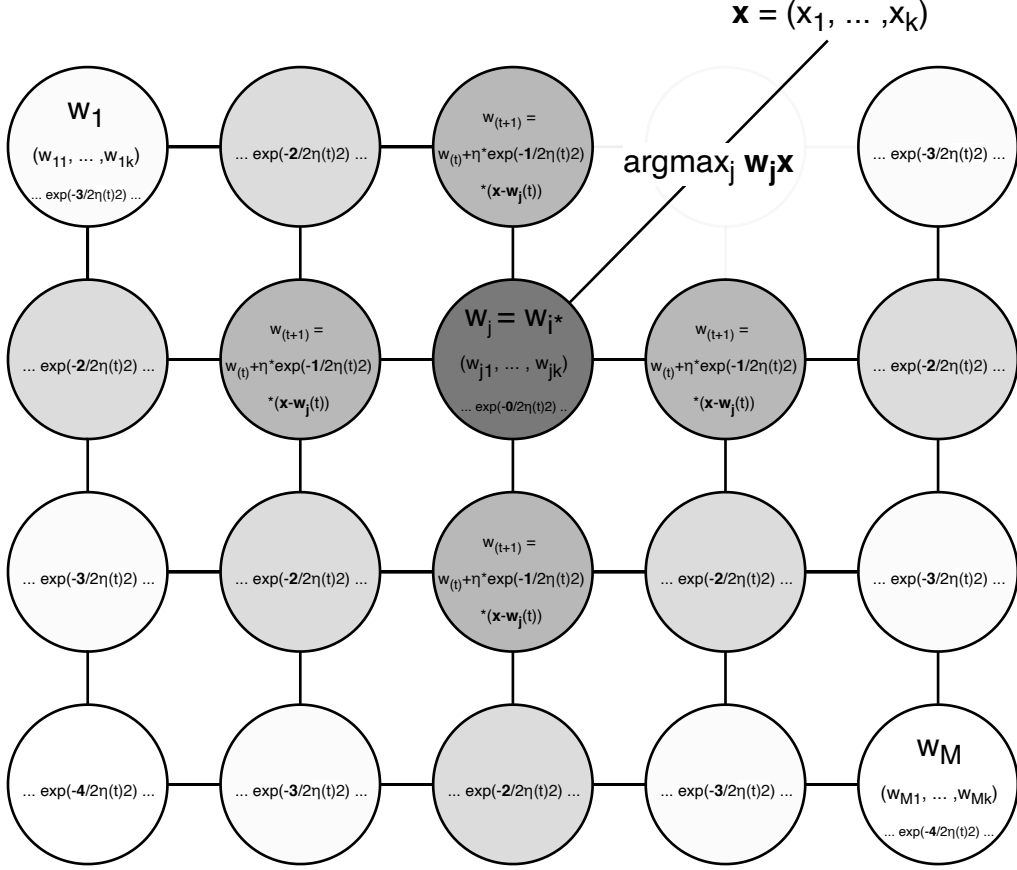 x = (x1, ... ,xk)
argmaxj wjx
w1
(w11, ... ,w1k)
... exp(-3/2η(t)2) ...
... exp(-2/2η(t)2) ...
w(t+1) =
w(t)+η*exp(-1/2η(t)2)
*(x-wj(t))
... exp(-3/2η(t)2) ...
... exp(-2/2η(t)2) ...
w(t+1) =
w(t)+η*exp(-1/2η(t)2)
*(x-wj(t))
wj = wi*
(wj1, ... , wjk)
... exp(-0/2η(t)2) ..
w(t+1) =
w(t)+η*exp(-1/2η(t)2)
*(x-wj(t))
... exp(-2/2η(t)2) ...
... exp(-3/2η(t)2) ...
... exp(-2/2η(t)2) ...
w(t+1) =
w(t)+η*exp(-1/2η(t)2)
*(x-wj(t))
... exp(-2/2η(t)2) ...
... exp(-3/2η(t)2) ...
... exp(-4/2η(t)2) ...
... exp(-3/2η(t)2) ...
... exp(-2/2η(t)2) ...
... exp(-3/2η(t)2) ...
wM
(wM1, ... ,wMk)
... exp(-4/2η(t)2) ...